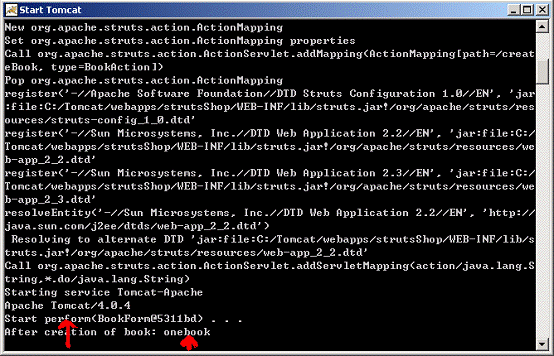 Start Tomcat
New org.apache.struts.action.ActionMapping
Set org.apache.struts.action.ActionMapping properties
Call org.apache.struts.action.ActionServlet.addMapping(ActionMapping[path=/creat
eBook, type=BookAction])
Pop org.apache.struts.action.ActionMapping
register('-//Apache Software Foundation//DTD Struts Configuration 1.0//EN', 'jar
:file:C:/Tomcat/webapps/strutsShop/WEB-INF/lib/struts.jar!/org/apache/struts/res
ources/struts-config_1_0.dtd'
register('-//Sun Microsystems, Inc.//DTD Web Application 2.2//EN', 'jar:file:C:/
Tomcat/webapps/strutsShop/WEB-INF/lib/struts.jar!/org/apache/struts/resources/we
b-app_2_2.dtd'
register('-//Sun Microsystems, Inc.//DTD Web Application 2.3//EN', 'jar:file:C:/
Tomcat/webapps/strutsShop/WEB-INF/lib/struts.jar!/org/apache/struts/resources/we
b-app_2_3.dtd'
resolveEntity('-//Sun Microsystems, Inc.//DTD Web Application 2.2//EN', 'http://
java.sun.com/j2ee/dtds/web-app_2_2.dtd')
 Resolving to alternate DTD 'jar:file:C:/Tomcat/webapps/strutsShop/WEB-INF/lib/s
truts.jar!/org/apache/struts/resources/web-app_2_2.dtd'
Call org.apache.struts.action.ActionServlet.addServletMapping(action/java.lang.S
tring,*.do/java.lang.String)
Starting service Tomcat-Apache
Apache Tomcat/4.0.4
Start perform(BookForm@5311bd) . . .
After creation of book: onebook